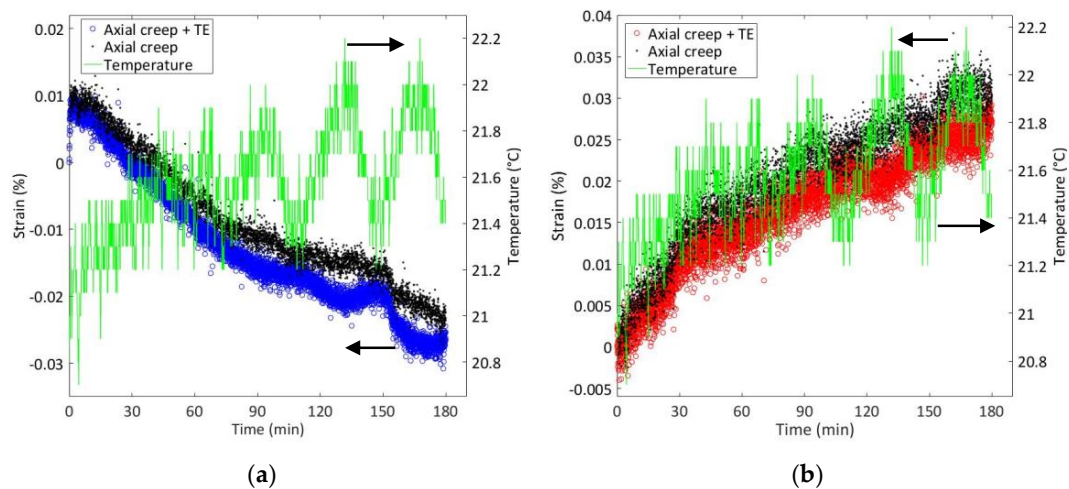 Axial creep + TE
Axial creep
Temperature
0.02
0.01
0
-0.01
-0.02
-0.03
Strain (%)
22.2
22
21.8
21.6
21.4
21.2
21
20.8
Temperature (°C)
0 30 60 90 120 150 180
Time (min)
(a)
Axial creep + TE
Axial creep
Temperature
0.04
0.035
0.03
0.025
0.02
0.015
0.01
0.005
0
-0.005
Strain (%)
22.2
22
21.8
21.6
21.4
21.2
21
20.8
Temperature (°C)
0 30 60 90 120 150 180
Time (min)
(b)